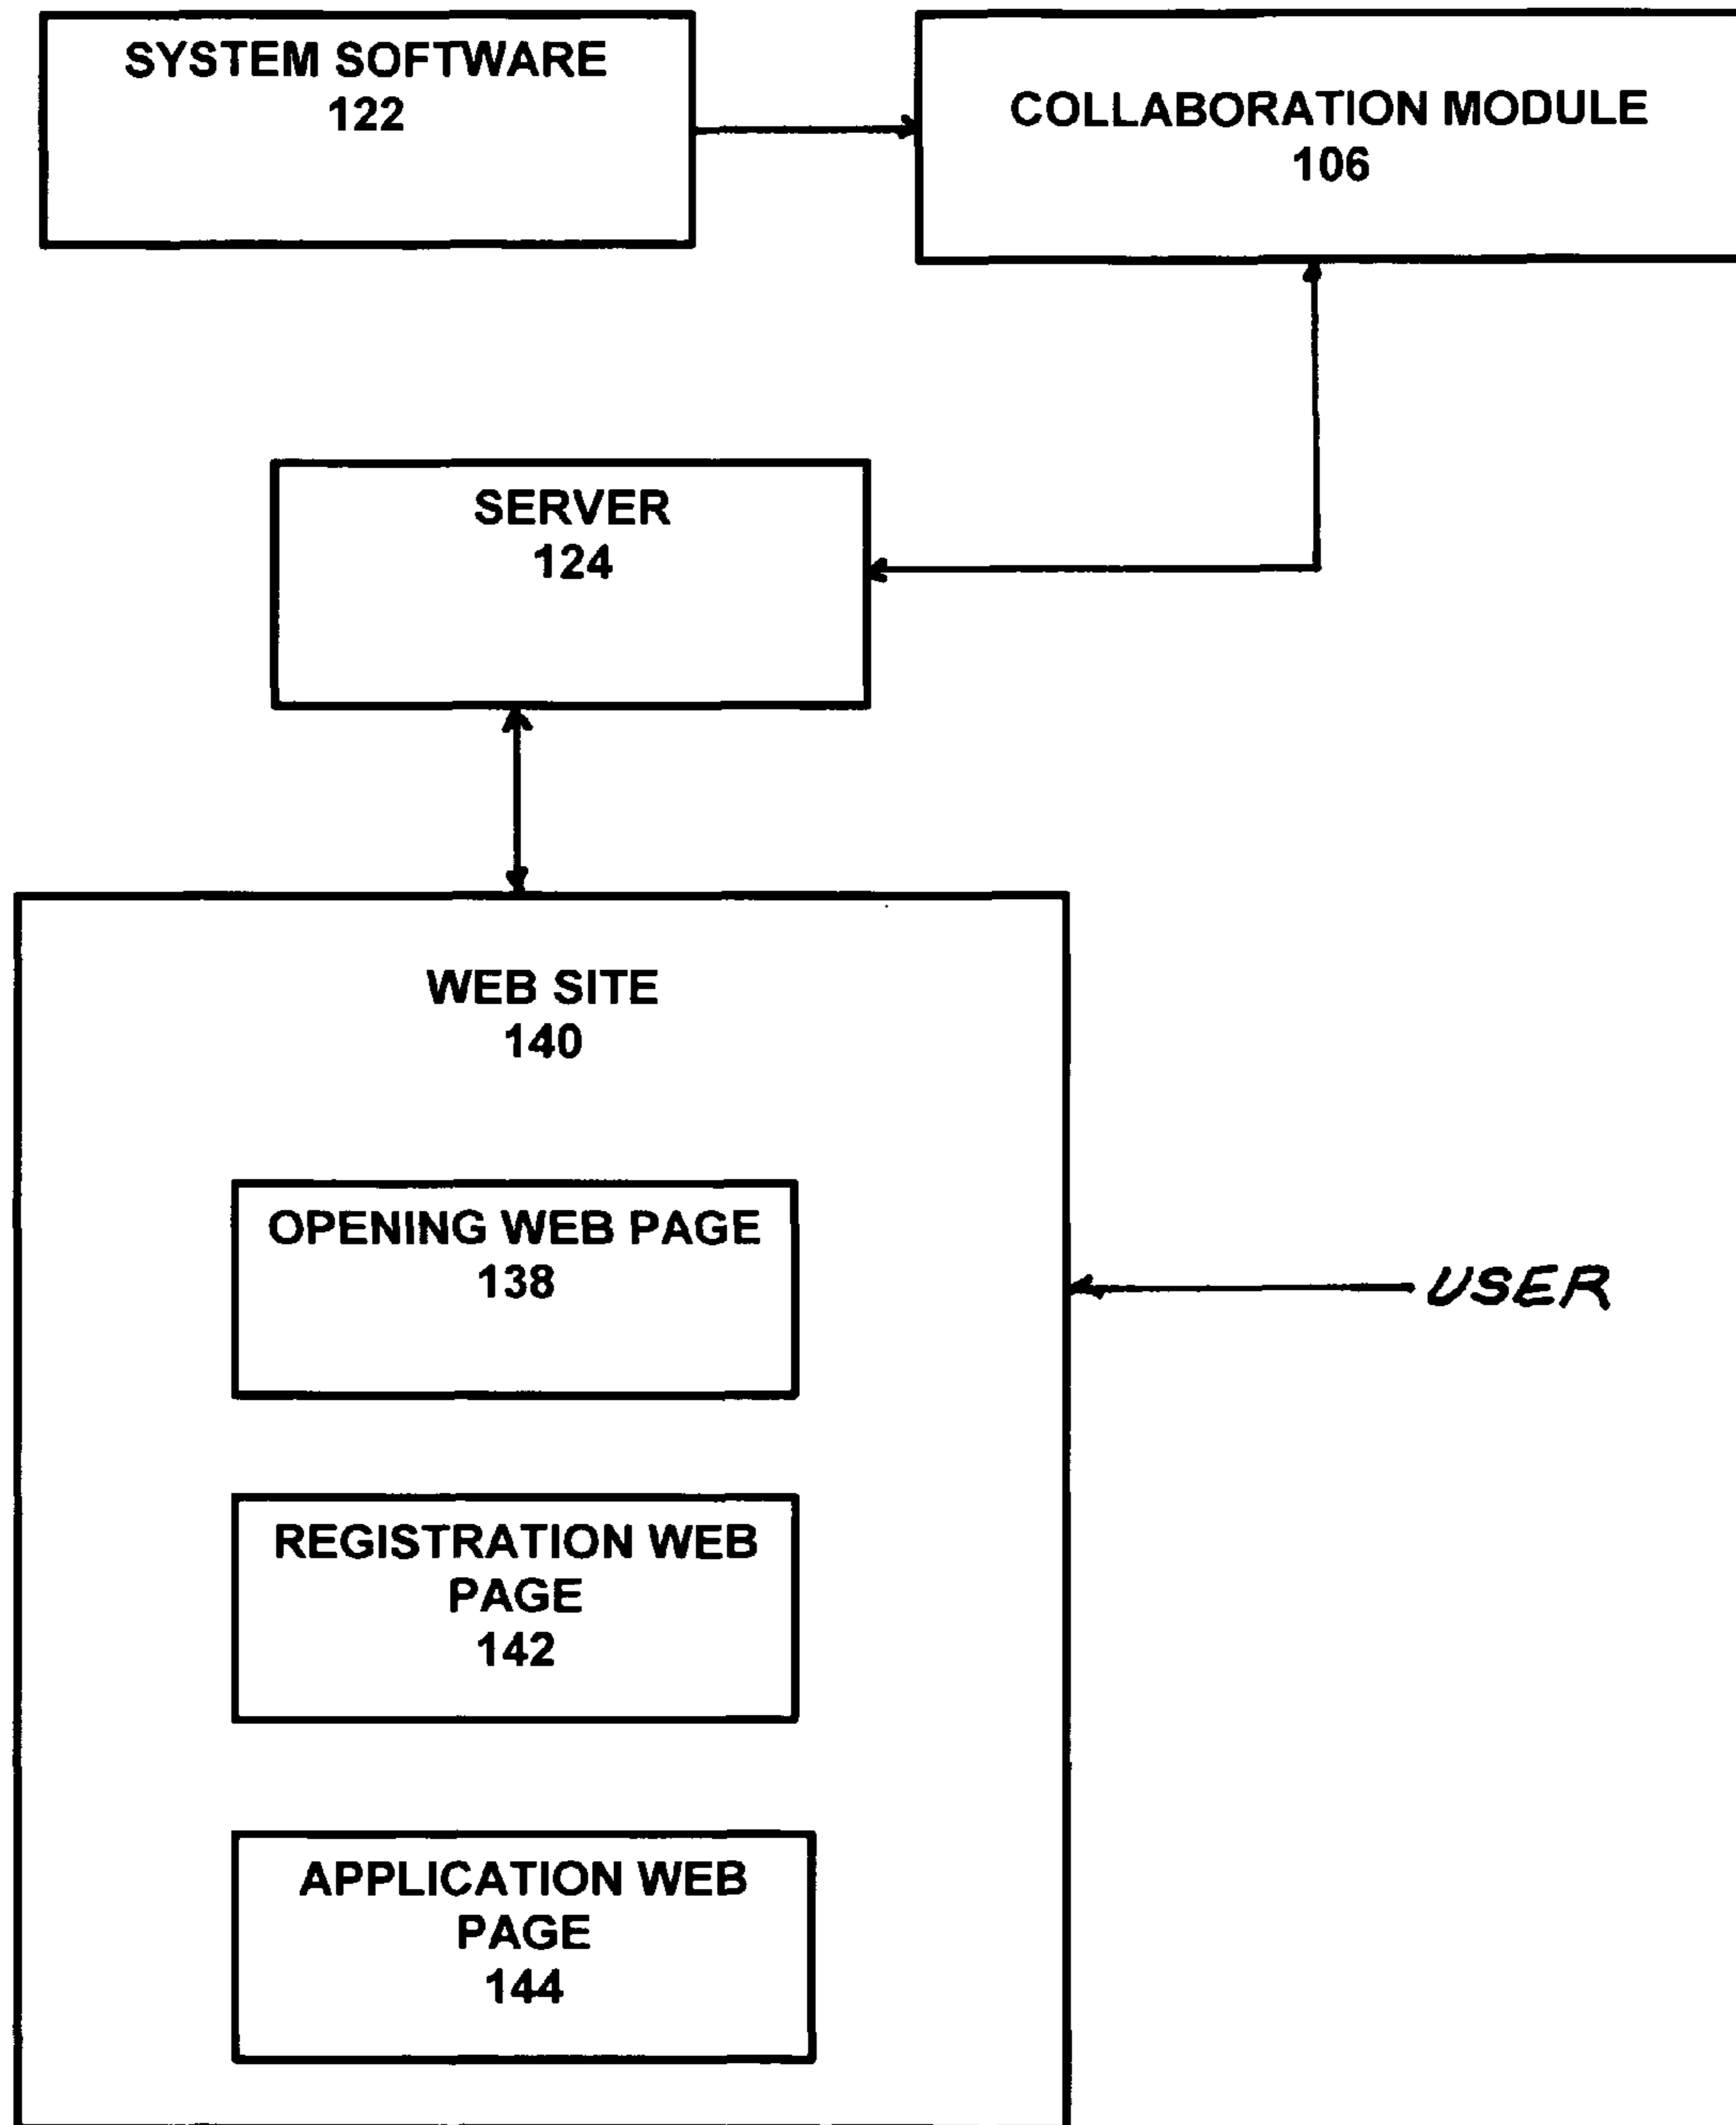 SYSTEM SOFTWARE
122
COLLABORATION MODULE
106
SERVER
124
WEB SITE
140
OPENING WEB PAGE
138
USER
REGISTRATION WEB
PAGE
142
APPLICATION WEB
PAGE
144